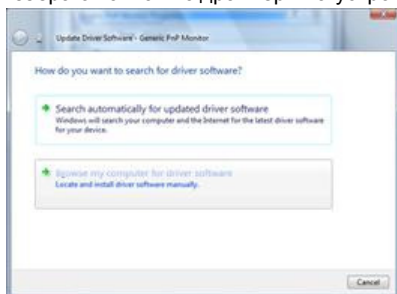 Update Driver Software - Generic PnP Monitor
How do you want to search for driver software?
Search automatically for updated driver software
Windows will search your computer and the Internet for the latest driver software
for your device.
Browse my computer for driver software
Locate and install driver software manually.
Cancel